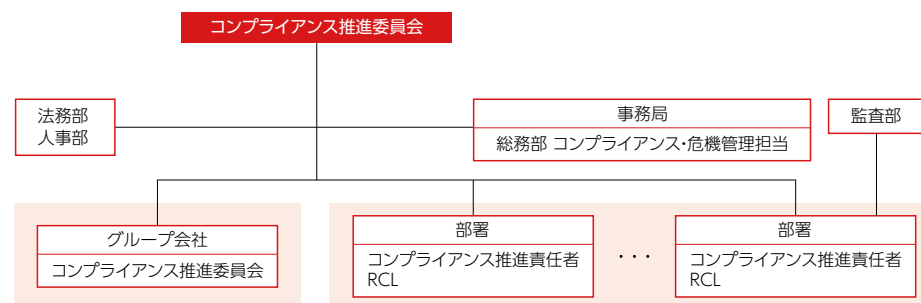 コンプライアンス推進委員会
法務部
人事部
事務局
総務部 コンプライアンス・危機管理担当
監査部
グループ会社
コンプライアンス推進委員会
部署
コンプライアンス推進責任者
RCL
・・・
部署
コンプライアンス推進責任者
RCL